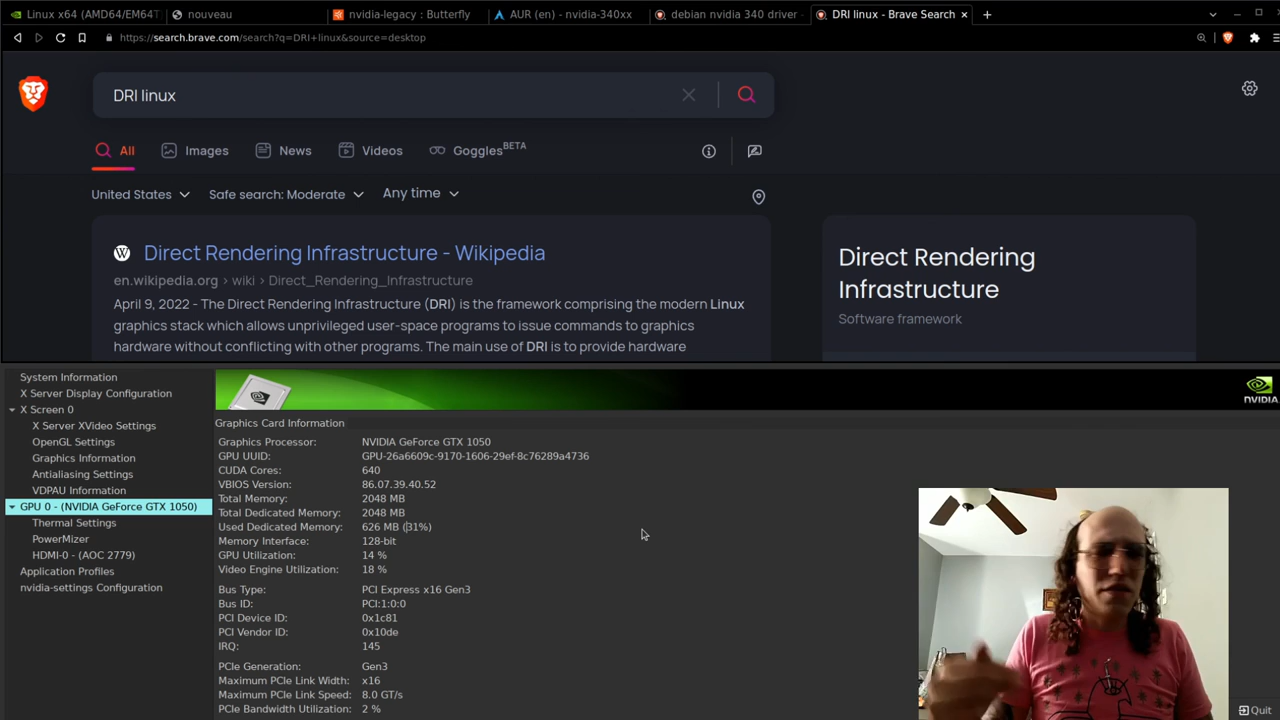 Linux x64 (AMD64/EM64T
nouveau
nvidia-legacy : Butterfly
AUR (en) - nvidia-340xx
debian nvidia 340 driver -
DRI linux - Brave Search
https://search.brave.com/search?q=DRI+linux&source=desktop
DRI linux
All
Images
News
Videos
Goggles BETA
United States
Safe search: Moderate
Any time
W
Direct Rendering Infrastructure - Wikipedia
en.wikipedia.org › wiki › Direct_Rendering_Infrastructure
April 9, 2022 - The Direct Rendering Infrastructure (DRI) is the framework comprising the modern Linux
graphics stack which allows unprivileged user-space programs to issue commands to graphics
hardware without conflicting with other programs. The main use of DRI is to provide hardware
Direct Rendering
Infrastructure
Software framework
System Information
X Server Display Configuration
X Screen 0
X Server XVideo Settings
OpenGL Settings
Graphics Information
Antialiasing Settings
VDPAU Information
GPU 0 - (NVIDIA GeForce GTX 1050)
Thermal Settings
PowerMizer
HDMI-0 - (AOC 2779)
Application Profiles
nvidia-settings Configuration
NVIDIA
Graphics Card Information
Graphics Processor: NVIDIA GeForce GTX 1050
GPU UUID: GPU-26a6609c-9170-1606-29ef-8c76289a4736
CUDA Cores: 640
VBIOS Version: 86.07.39.40.52
Total Memory: 2048 MB
Total Dedicated Memory: 2048 MB
Used Dedicated Memory: 626 MB (31%)
Memory Interface: 128-bit
GPU Utilization: 14 %
Video Engine Utilization: 18 %
Bus Type: PCI Express x16 Gen3
Bus ID: PCI:1:0:0
PCI Device ID: 0x1c81
PCI Vendor ID: 0x10de
IRQ: 145
PCIe Generation: Gen3
Maximum PCIe Link Width: x16
Maximum PCIe Link Speed: 8.0 GT/s
PCIe Bandwidth Utilization: 2 %
Quit